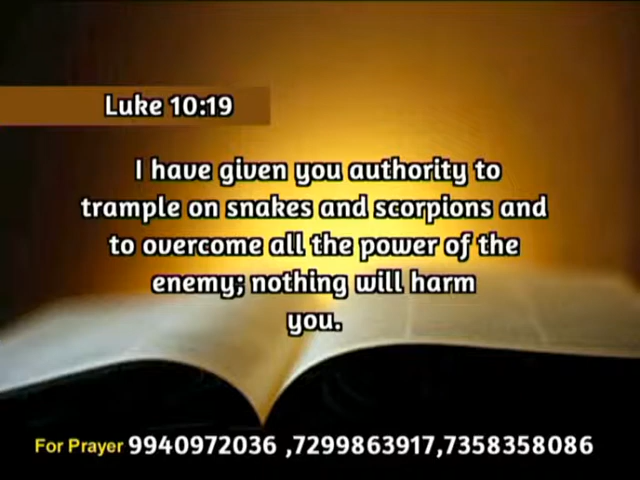 Luke 10:19
I have given you authority to
trample on snakes and scorpions and
to overcome all the power of the
enemy; nothing will harm
you.
For Prayer 9940972036 ,7299863917,7358358086